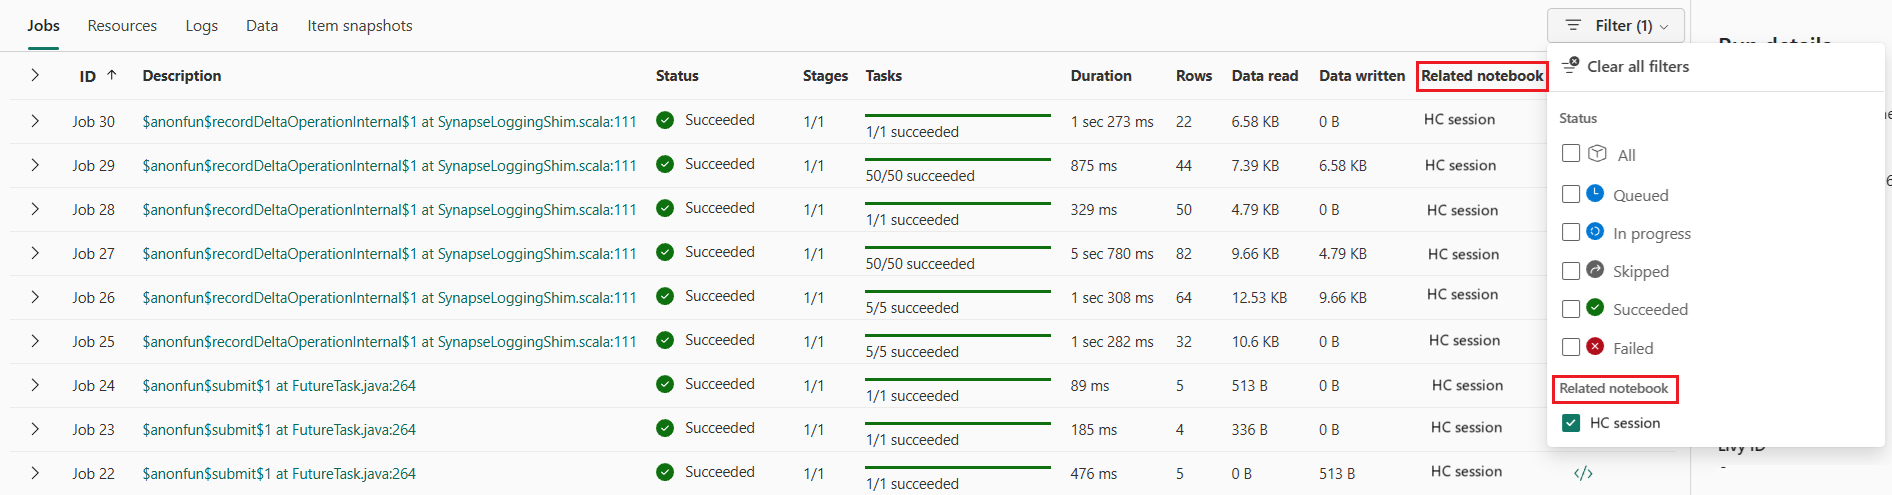 Jobs Resources Logs Data Item snapshots Filter (1)
ID Description Status Stages Tasks Duration Rows Data read Data written Related notebook
Job 30 $anonfun$recordDeltaOperationInternal$1 at SynapseLoggingShim.scala:111 Succeeded 1/1 1/1 succeeded 1 sec 273 ms 22 6.58 KB 0 B HC session
Job 29 $anonfun$recordDeltaOperationInternal$1 at SynapseLoggingShim.scala:111 Succeeded 1/1 50/50 succeeded 875 ms 44 7.39 KB 6.58 KB HC session
Job 28 $anonfun$recordDeltaOperationInternal$1 at SynapseLoggingShim.scala:111 Succeeded 1/1 1/1 succeeded 329 ms 50 4.79 KB 0 B HC session
Job 27 $anonfun$recordDeltaOperationInternal$1 at SynapseLoggingShim.scala:111 Succeeded 1/1 50/50 succeeded 5 sec 780 ms 82 9.66 KB 4.79 KB HC session
Job 26 $anonfun$recordDeltaOperationInternal$1 at SynapseLoggingShim.scala:111 Succeeded 1/1 5/5 succeeded 1 sec 308 ms 64 12.53 KB 9.66 KB HC session
Job 25 $anonfun$recordDeltaOperationInternal$1 at SynapseLoggingShim.scala:111 Succeeded 1/1 5/5 succeeded 1 sec 282 ms 32 10.6 KB 0 B HC session
Job 24 $anonfun$submit$1 at FutureTask.java:264 Succeeded 1/1 1/1 succeeded 89 ms 5 513 B 0 B HC session
Job 23 $anonfun$submit$1 at FutureTask.java:264 Succeeded 1/1 1/1 succeeded 185 ms 4 336 B 0 B HC session
Job 22 $anonfun$submit$1 at FutureTask.java:264 Succeeded 1/1 1/1 succeeded 476 ms 5 0 B 513 B HC session </>
Clear all filters
Status
All
Queued
In progress
Skipped
Succeeded
Failed
Related notebook
HC session